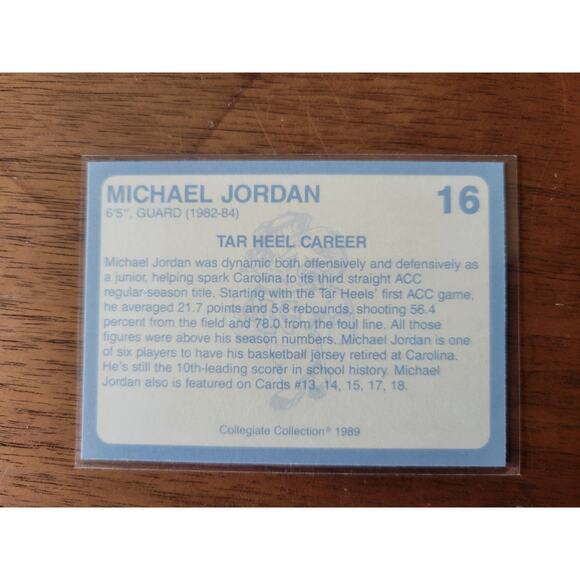 MICHAEL JORDAN 16
6'5", GUARD (1982-84)
TAR HEEL CAREER
Michael Jordan was dynamic both offensively and defensively as
a junior, helping spark Carolina to its third straight ACC
regular-season title. Starting with the Tar Heels' first ACC game,
he averaged 21.7 points and 5.8 rebounds, shooting 56.4
percent from the field and 78.0 from the foul line. All those
figures were above his season numbers. Michael Jordan is one
of six players to have his basketball jersey retired at Carolina.
He's still the 10th-leading scorer in school history. Michael
Jordan also is featured on Cards #13, 14, 15, 17, 18.
Collegiate Collection® 1989